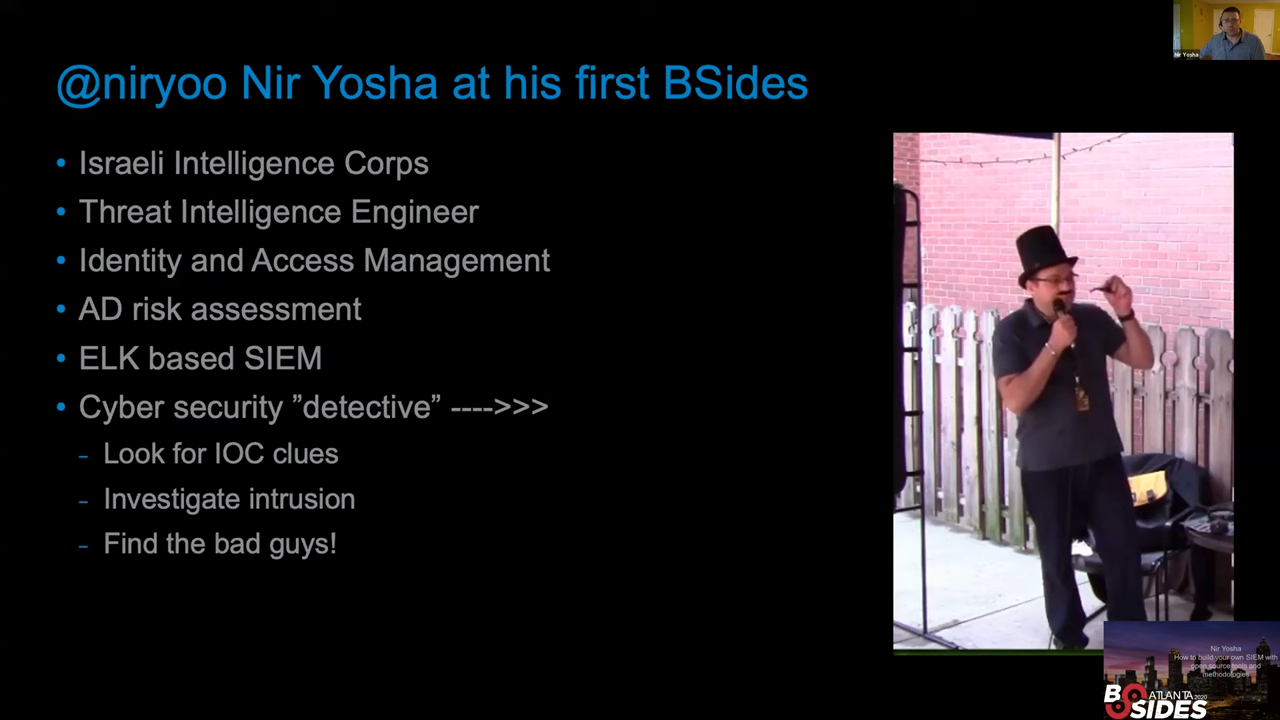 Nir Yosha
@niryoo Nir Yosha at his first BSides
• Israeli Intelligence Corps
• Threat Intelligence Engineer
• Identity and Access Management
• AD risk assessment
• ELK based SIEM
• Cyber security ”detective” ---->>>
- Look for IOC clues
- Investigate intrusion
- Find the bad guys!
Nir Yosha
How to build your own SIEM with
open source tools and
methodologies
BSIDES
ATLANTA 2020